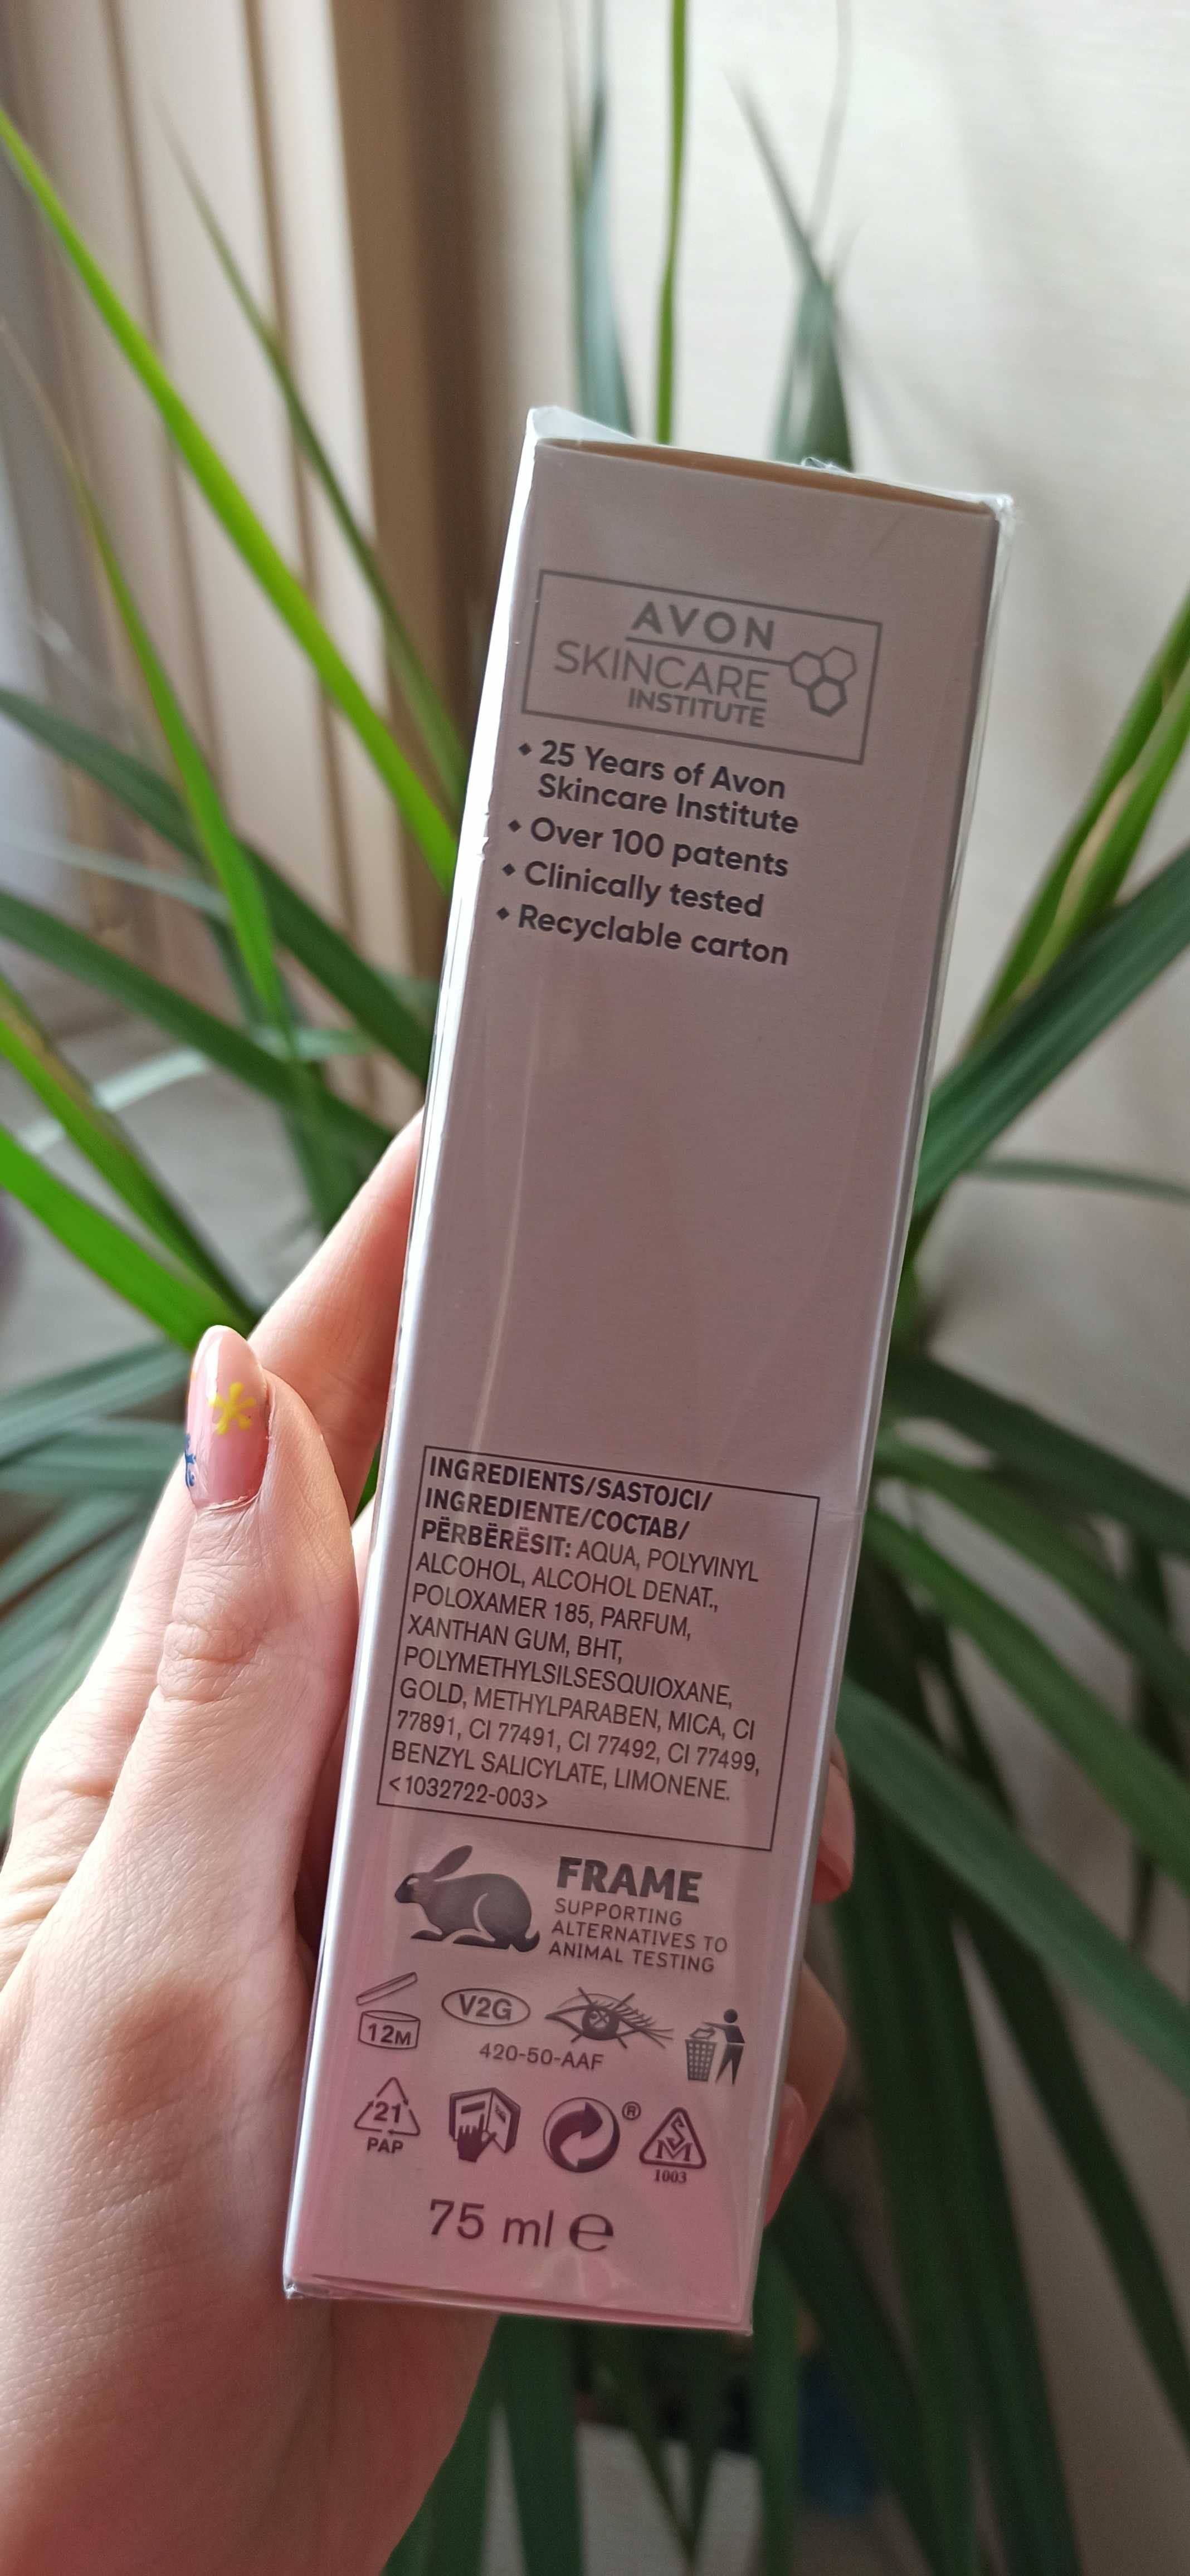 AVON
SKINCARE
INSTITUTE
◆ 25 Years of Avon
Skincare Institute
◆ Over 100 patents
◆ Clinically tested
◆ Recyclable carton
INGREDIENTS/SASTOJCI/
INGREDIENTE/СОСТАВ/
PËRBËRËSIT: AQUA, POLYVINYL
ALCOHOL, ALCOHOL DENAT.,
POLOXAMER 185, PARFUM,
XANTHAN GUM, BHT,
POLYMETHYLSILSESQUIOXANE,
GOLD, METHYLPARABEN, MICA, CI
77891, CI 77491, CI 77492, CI 77499,
BENZYL SALICYLATE, LIMONENE.
<1032722-003>
FRAME
SUPPORTING
ALTERNATIVES TO
ANIMAL TESTING
12M
V2G
420-50-AAF
21
PAP
®
SM
1003
75 ml ℮